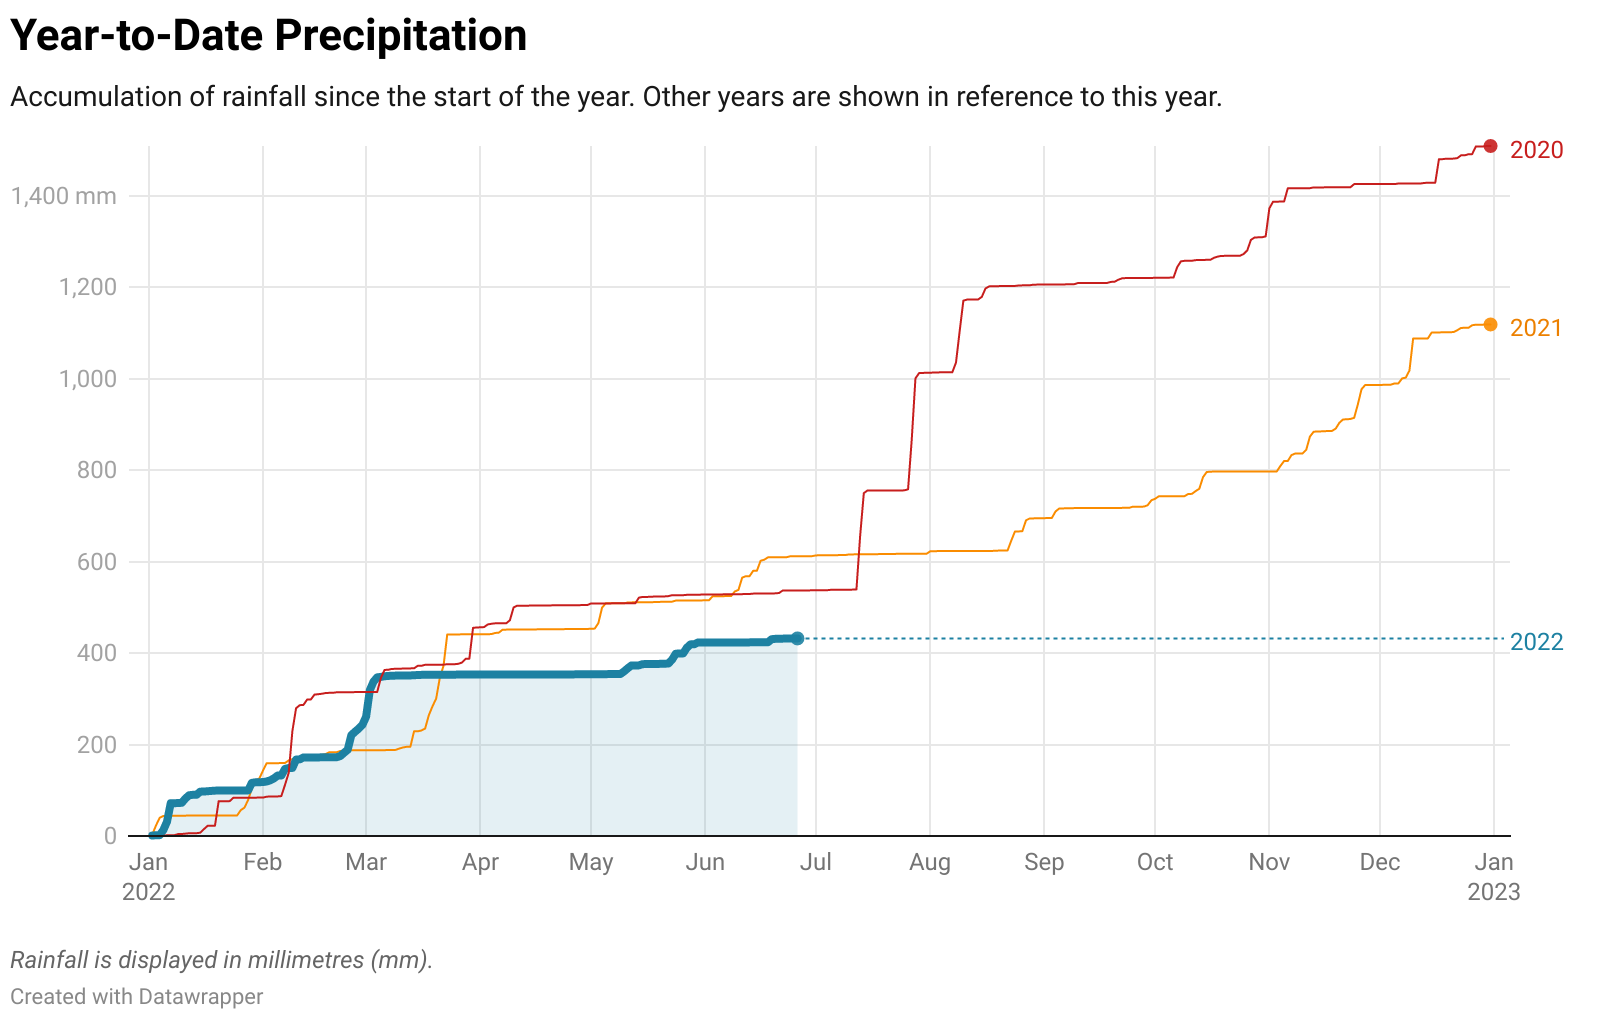 Year-to-Date Precipitation
Accumulation of rainfall since the start of the year. Other years are shown in reference to this year.
2020
1,400 mm
1,200
2021
1,000
800
600
2022
400
200
0
Jan Feb Mar Apr May Jun Jul Aug Sep Oct Nov Dec Jan
2022 2023
Rainfall is displayed in millimetres (mm).
Created with Datawrapper